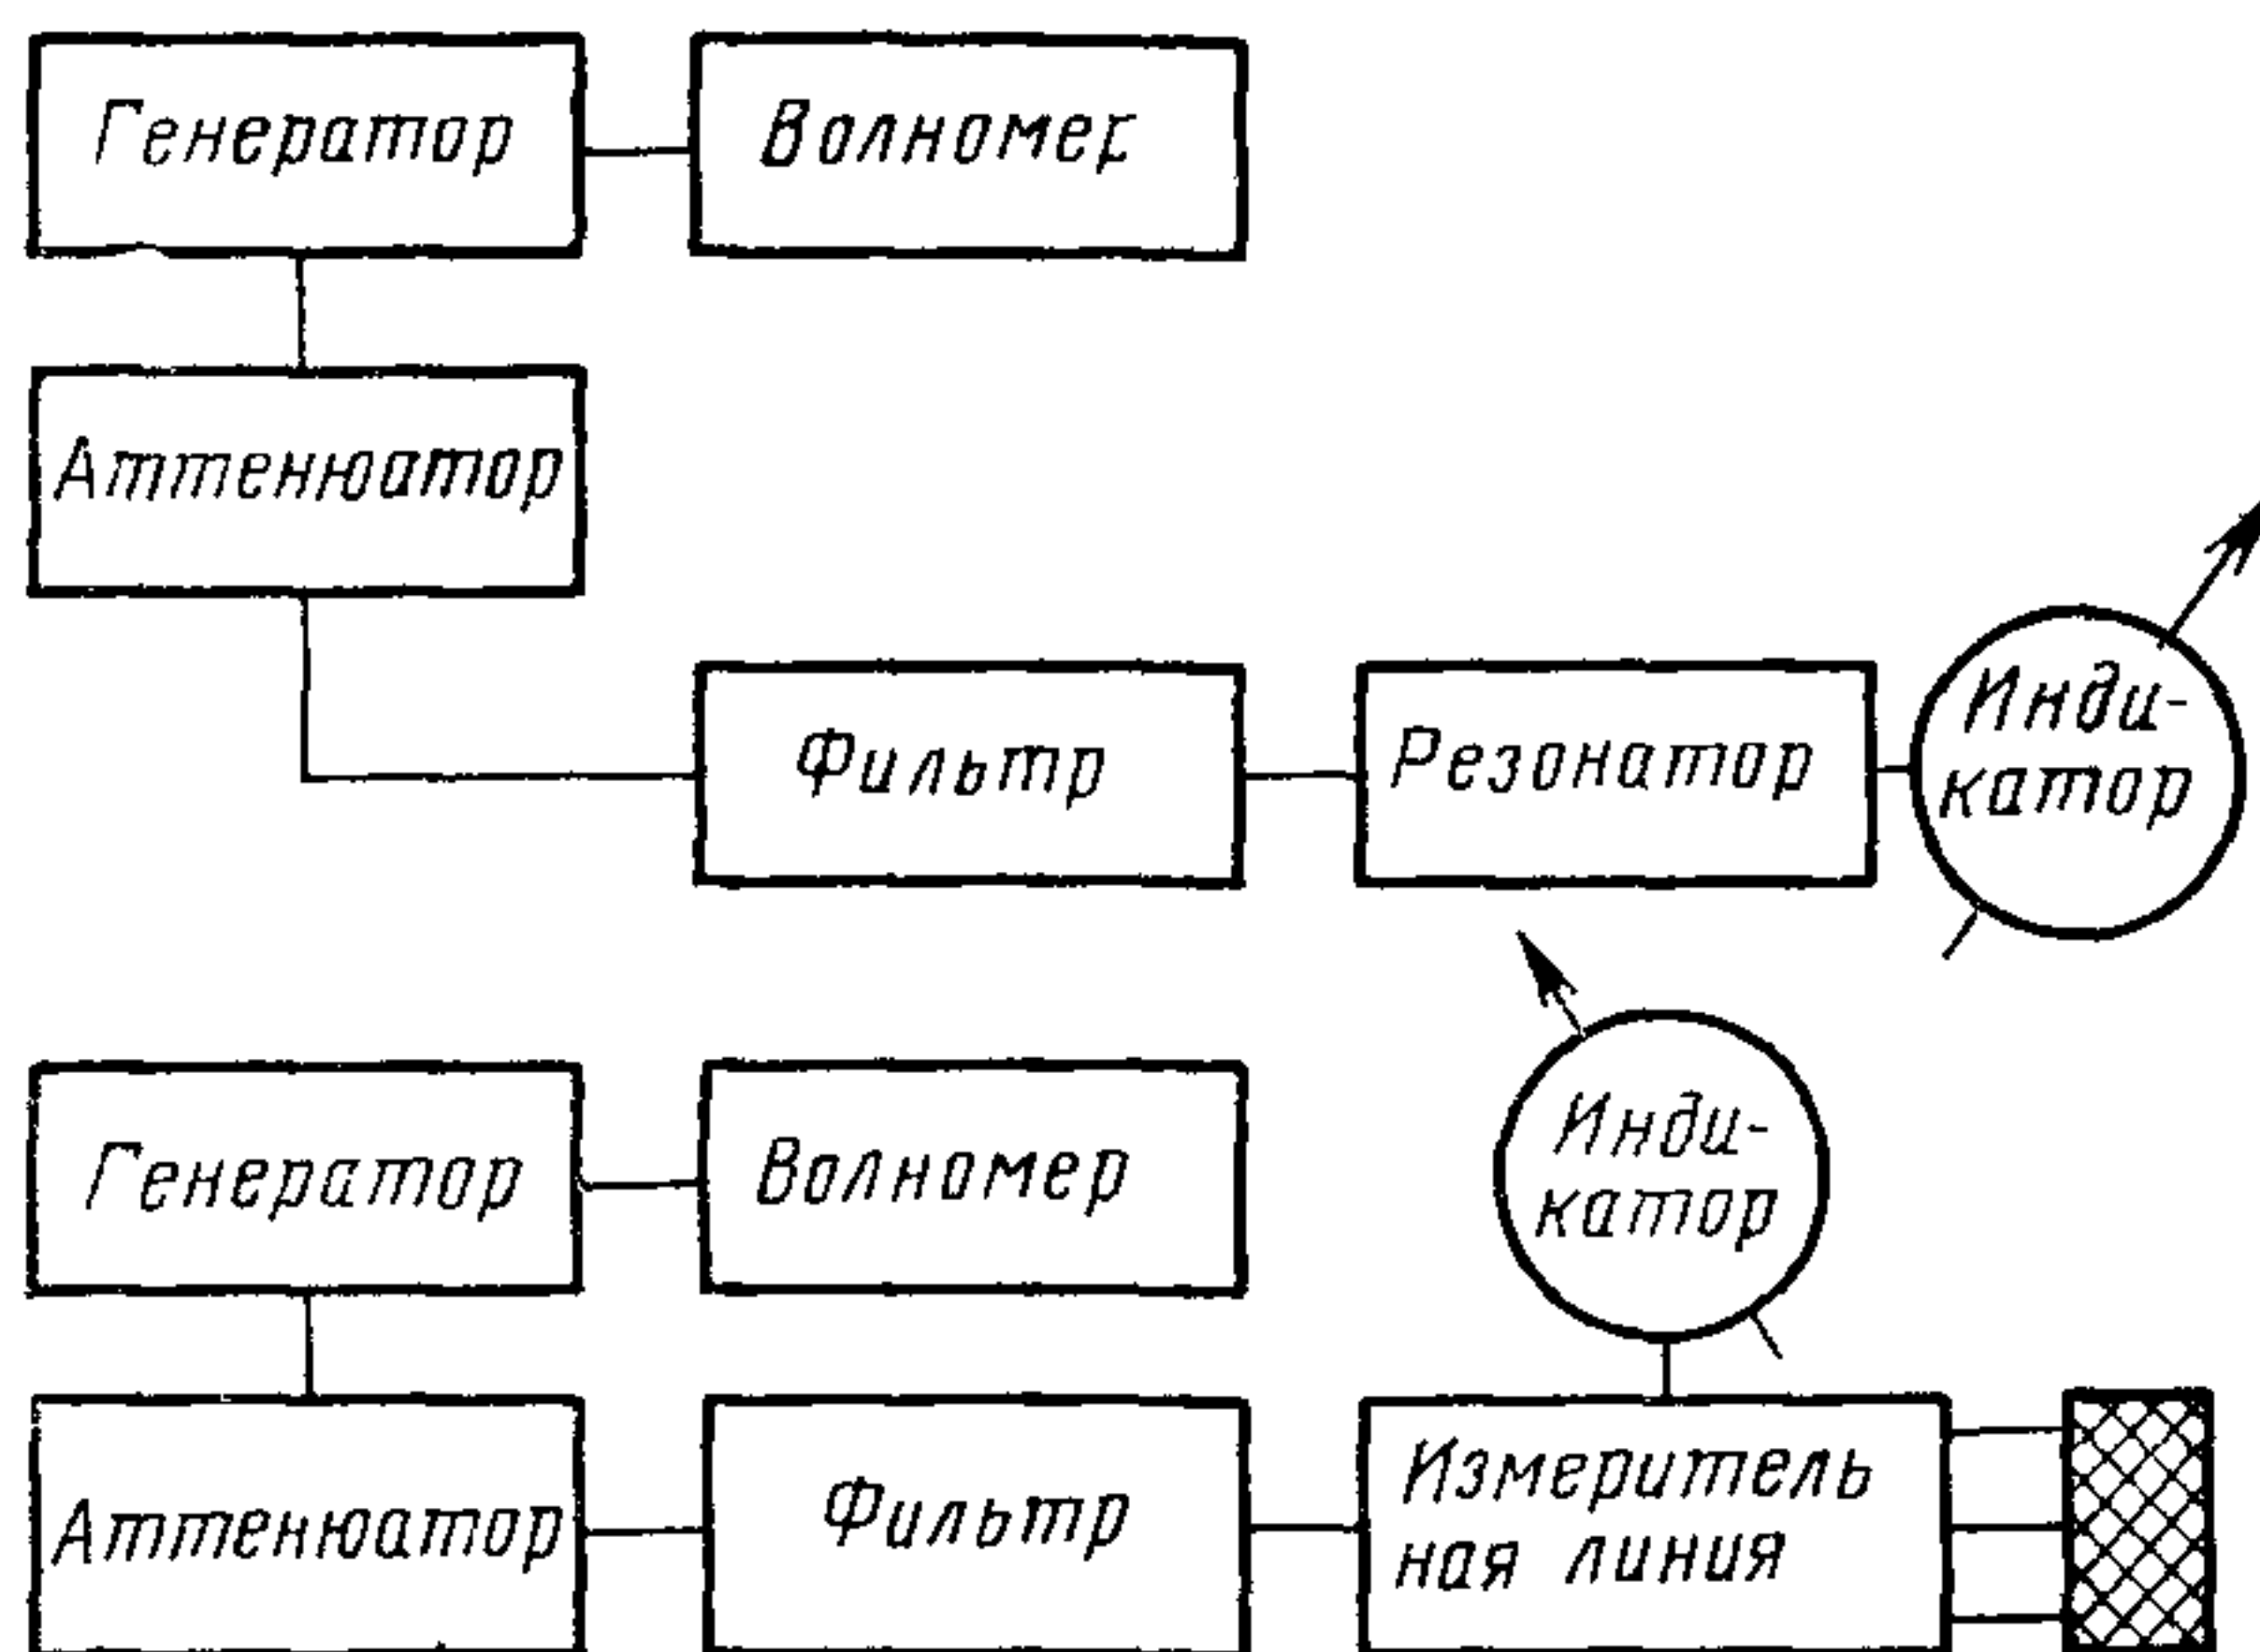 Генератор
Волномер
Аттенюатор
Фильтр
Резонатор
Инди-
катор
Генератор
Волномер
Инди-
катор
Аттенюатор
Фильтр
Измеритель
ная линия